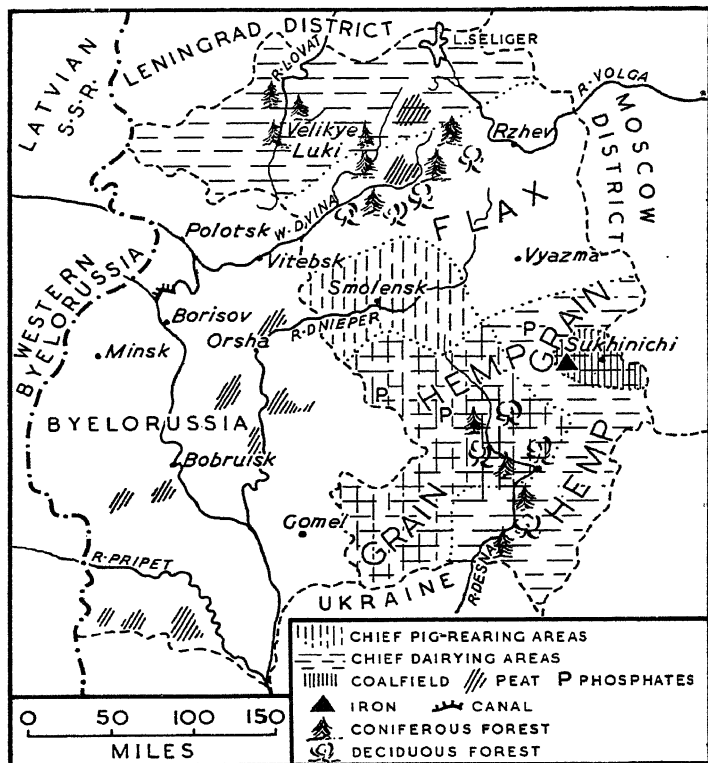 LENINGRAD DISTRICT
LATVIAN
S.S.R.
R. LOVAT
L. SELIGER
R. VOLGA
MOSCOW
DISTRICT
Velikye
Luki
Rzhev
FLAX
Polotsk
W. DVINA
Vitebsk
Vyazma
WESTERN
BYELORUSSIA
Smolensk
Borisov
Orsha
R. DNIEPER
GRAIN
P
Sukhinichi
Minsk
HEMP
P
P
BYELORUSSIA
HEMP
Bobruisk
GRAIN
Gomel
R. PRIPET
R. DESNA
UKRAINE
CHIEF PIG-REARING AREAS
CHIEF DAIRYING AREAS
COALFIELD PEAT P PHOSPHATES
IRON CANAL
CONIFEROUS FOREST
DECIDUOUS FOREST
0 50 100 150
MILES